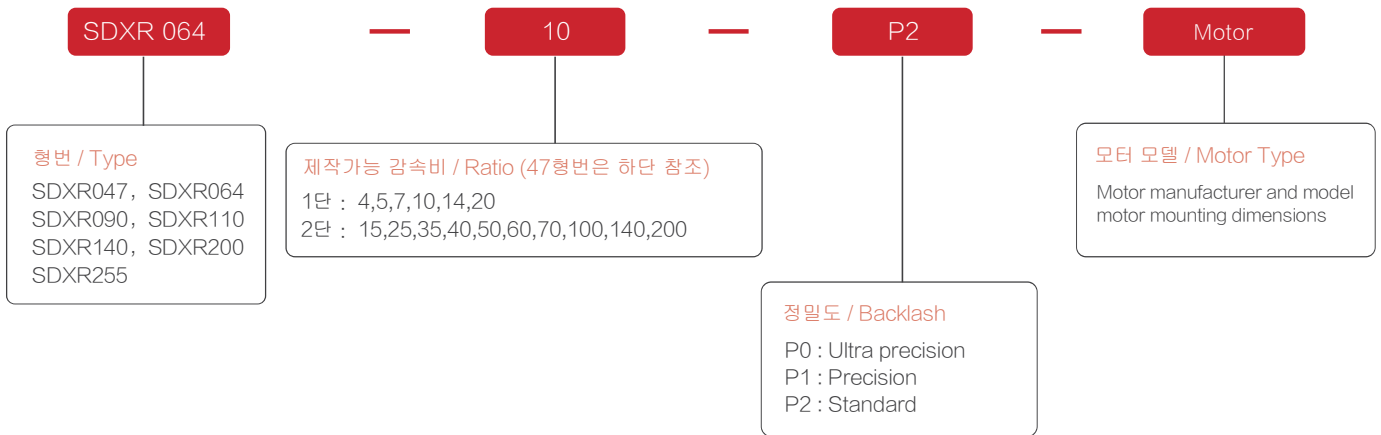 SDXR 064 — 10 — P2 — Motor
형번 / Type
SDXR047, SDXR064
SDXR090, SDXR110
SDXR140, SDXR200
SDXR255
제작가능 감속비 / Ratio (47형번은 하단 참조)
1단 : 4,5,7,10,14,20
2단 : 15,25,35,40,50,60,70,100,140,200
정밀도 / Backlash
P0 : Ultra precision
P1 : Precision
P2 : Standard
모터 모델 / Motor Type
Motor manufacturer and model
motor mounting dimensions